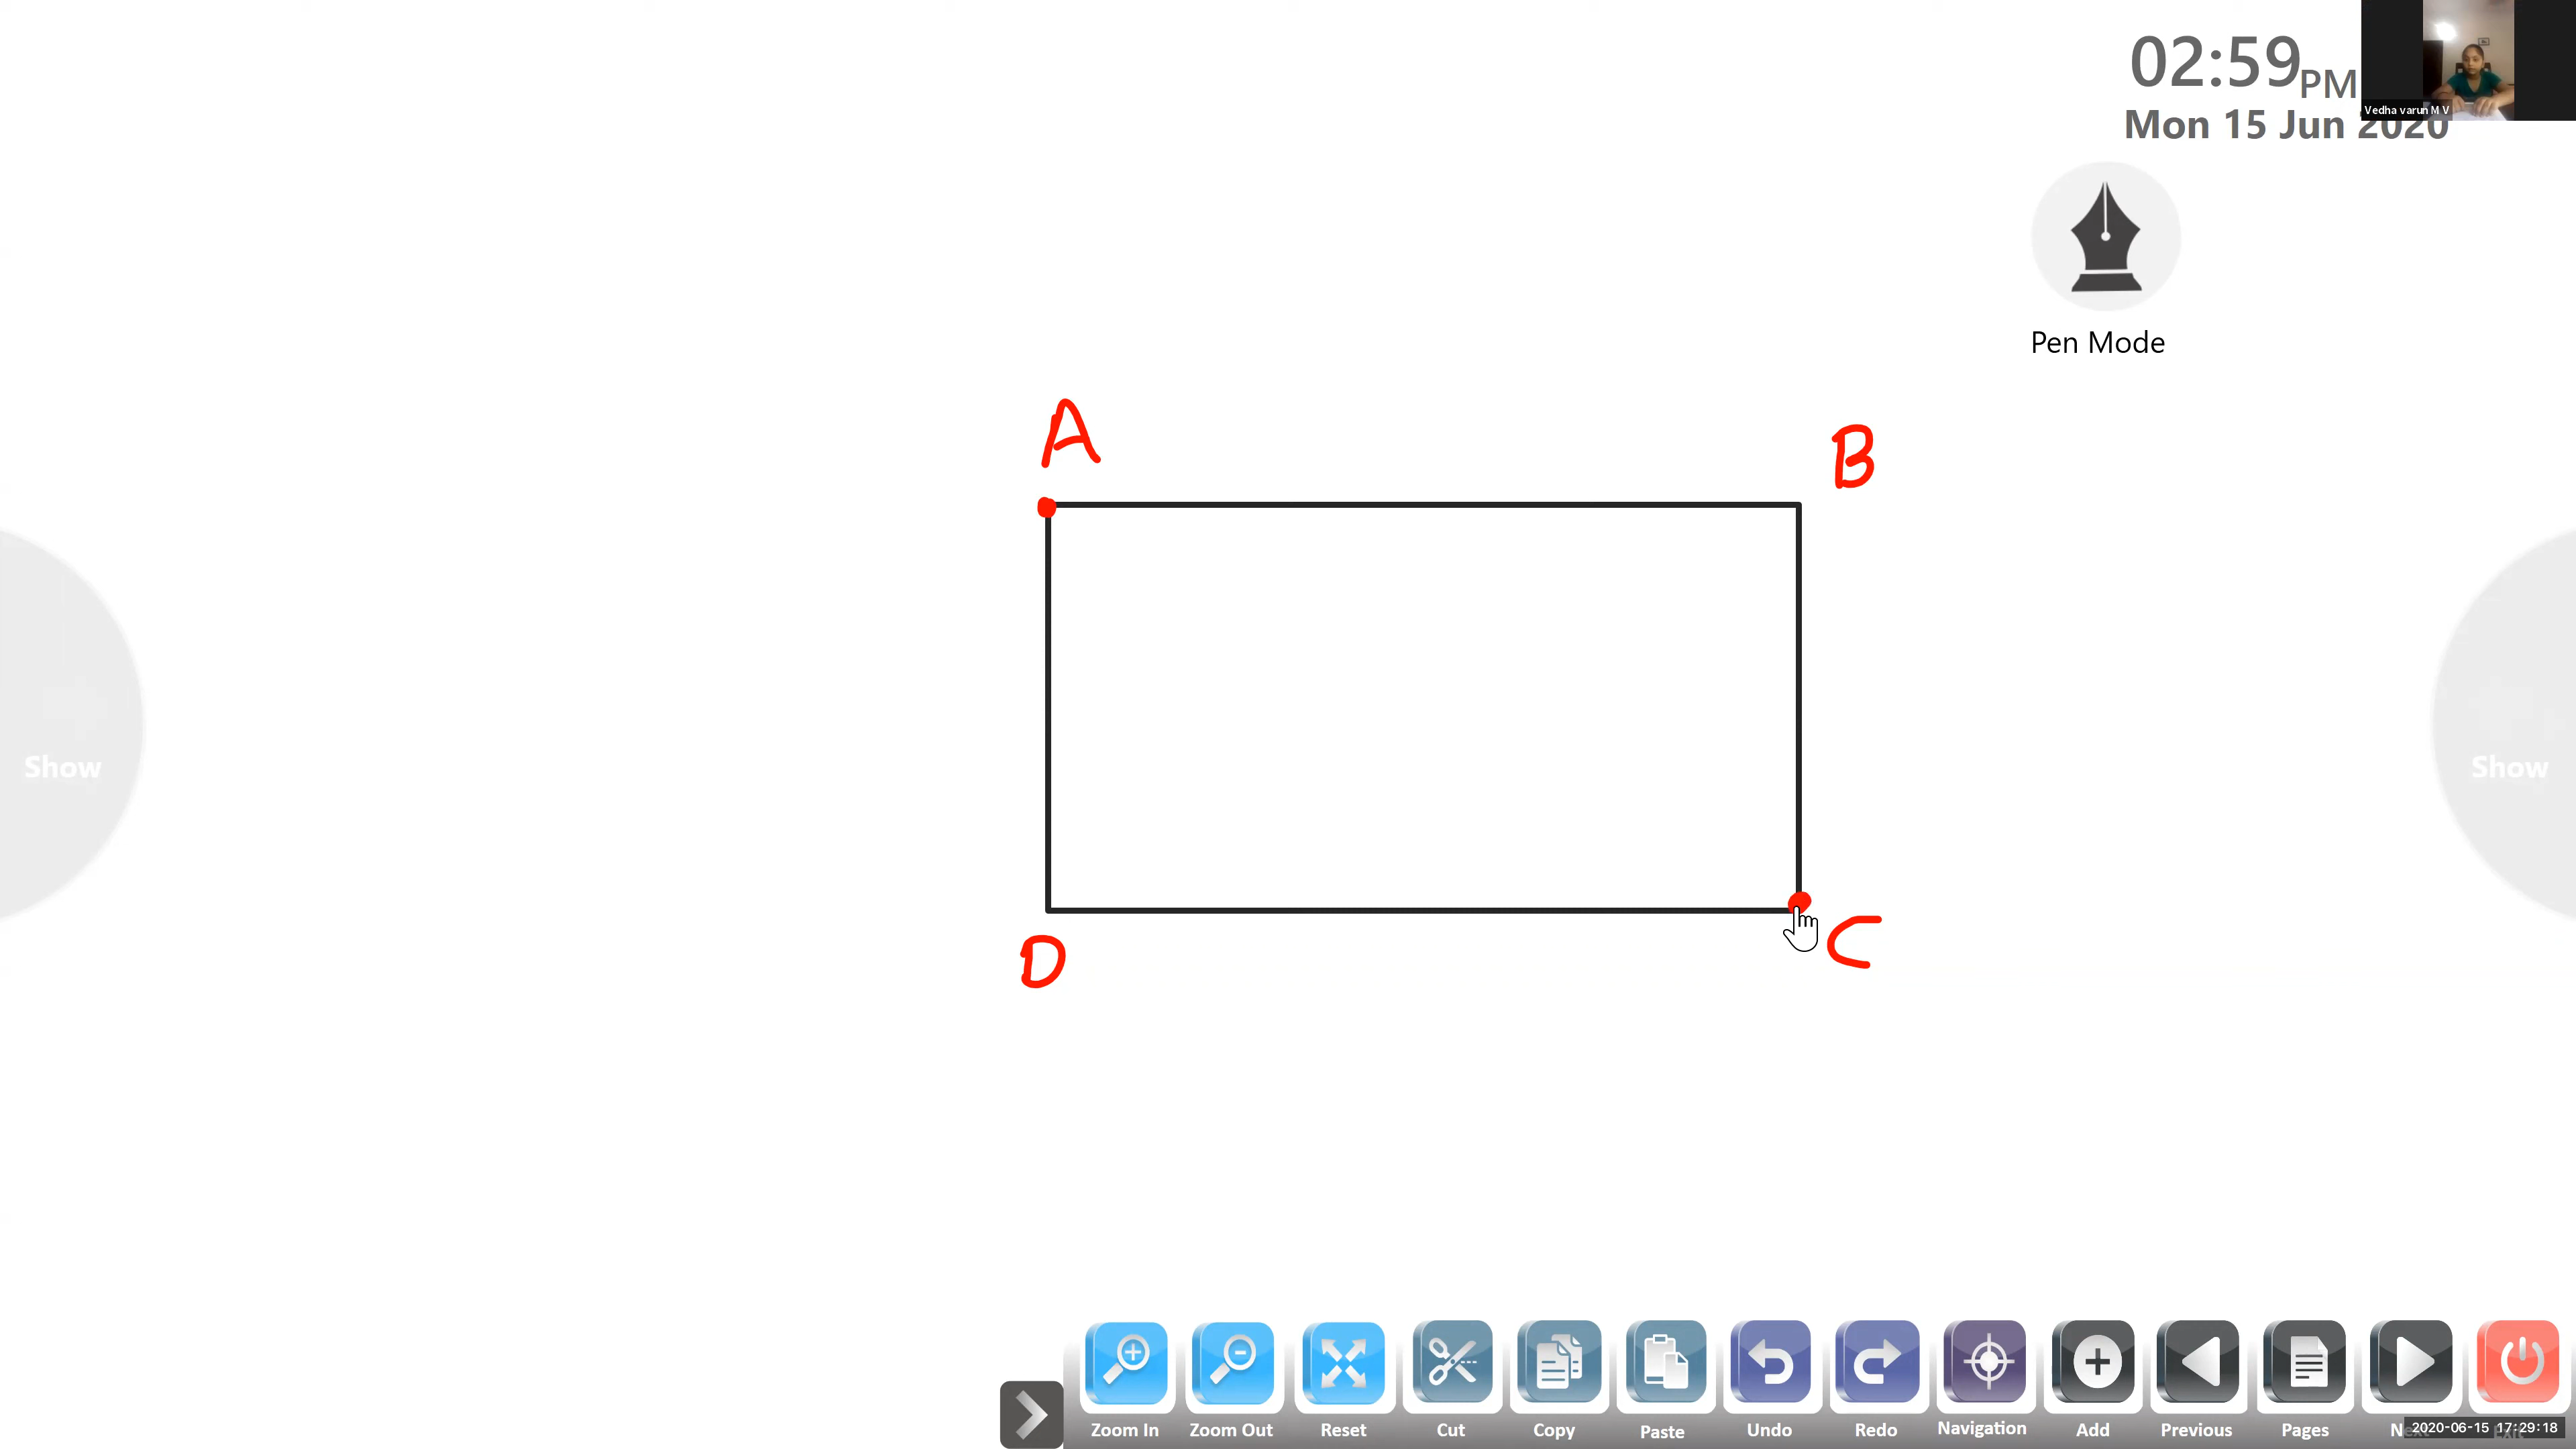 02:59PM
Vedha varun M V
Mon 15 Jun 2020
Pen Mode
A
B
Show
Show
D
C
Zoom In
Zoom Out
Reset
Cut
Copy
Paste
Undo
Redo
Navigation
Add
Previous
Pages
2020-06-15 17:29:18